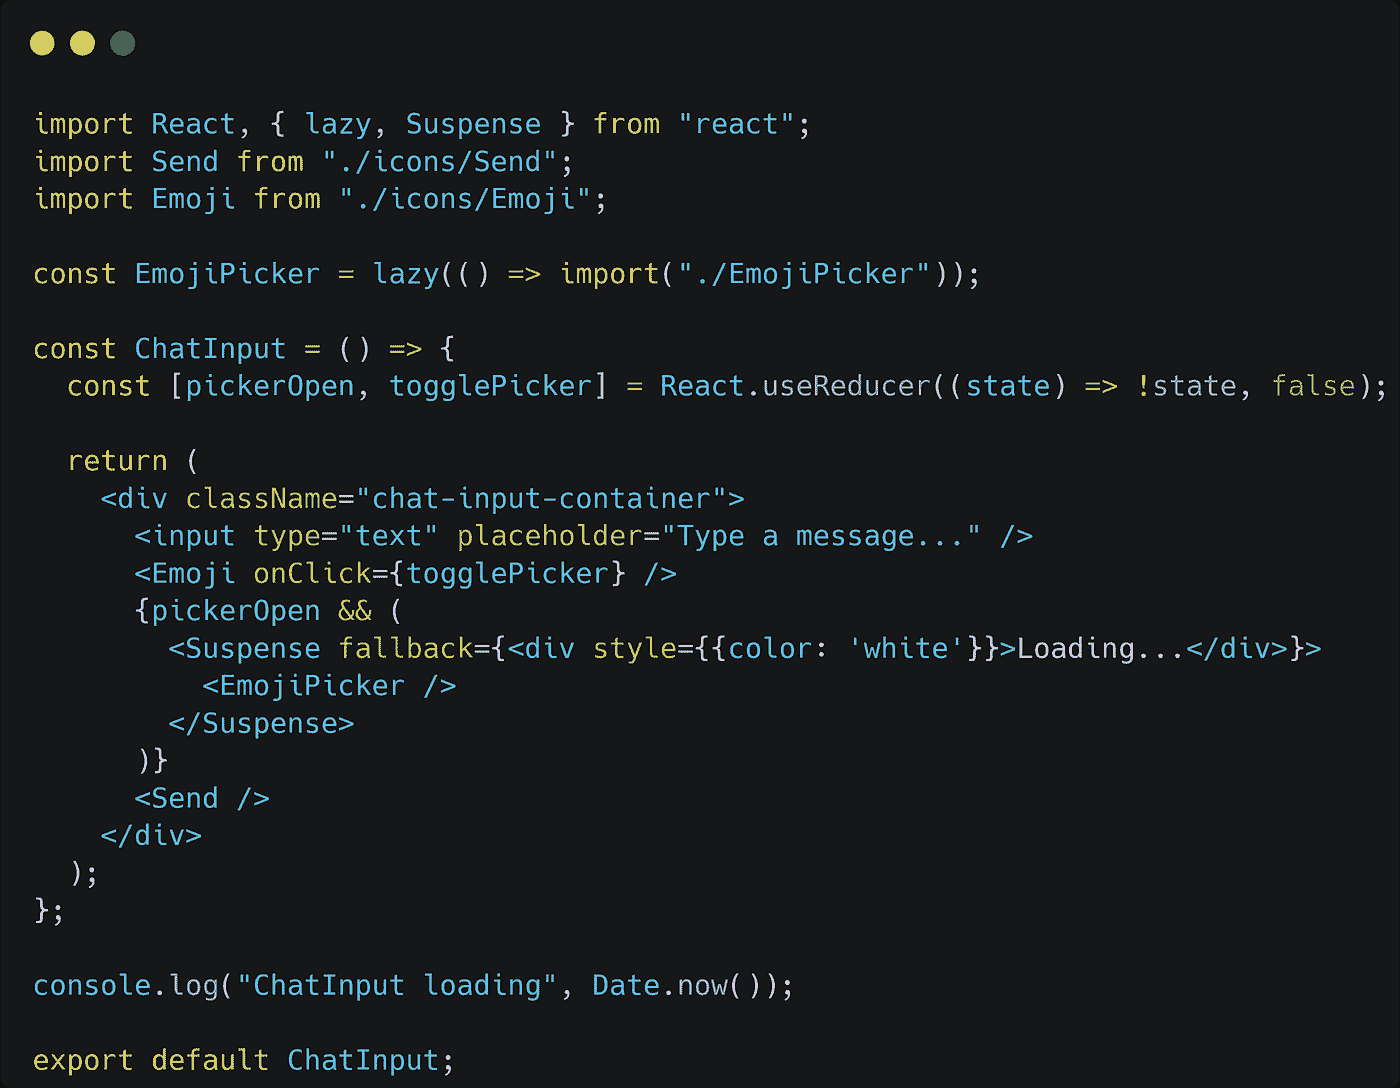 import React, { lazy, Suspense } from "react";
import Send from "./icons/Send";
import Emoji from "./icons/Emoji";

const EmojiPicker = lazy(() => import("./EmojiPicker"));

const ChatInput = () => {
  const [pickerOpen, togglePicker] = React.useReducer((state) => !state, false);

  return (
    <div className="chat-input-container">
      <input type="text" placeholder="Type a message..." />
      <Emoji onClick={togglePicker} />
      {pickerOpen && (
        <Suspense fallback={<div style={{color: 'white'}}>Loading...</div>}>
          <EmojiPicker />
        </Suspense>
      )}
      <Send />
    </div>
  );
};

console.log("ChatInput loading", Date.now());

export default ChatInput;